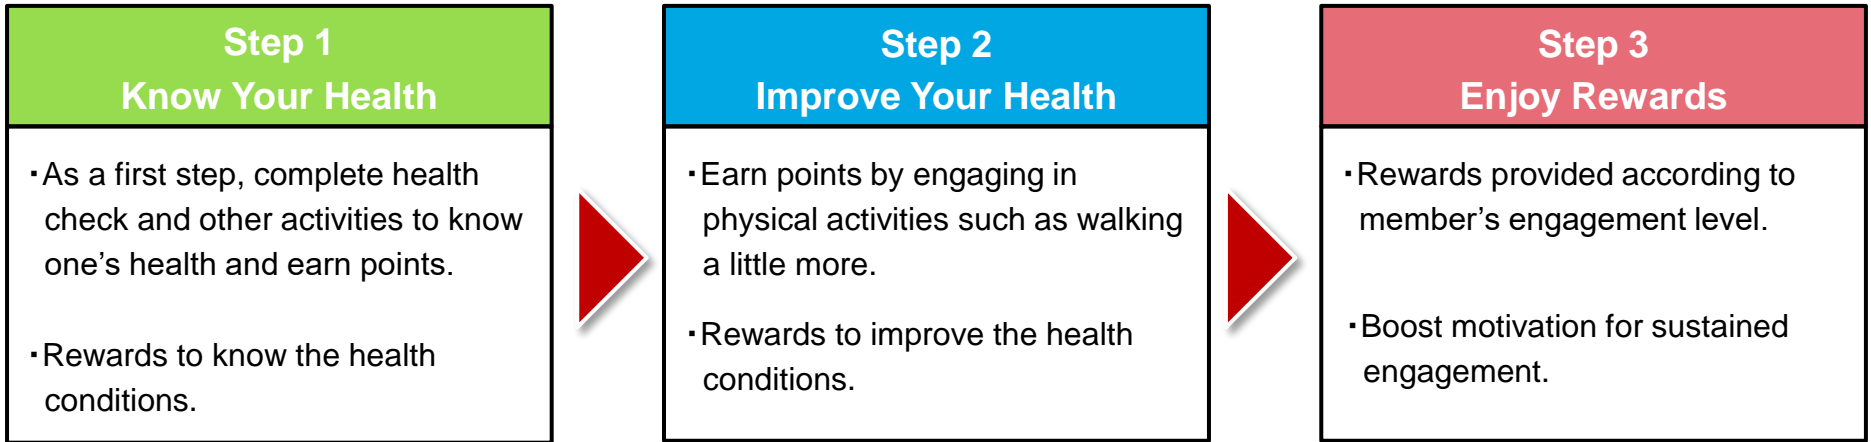 Step 1
Know Your Health
・As a first step, complete health
check and other activities to know
one’s health and earn points.
・Rewards to know the health
conditions.
Step 2
Improve Your Health
・Earn points by engaging in
physical activities such as walking
a little more.
・Rewards to improve the health
conditions.
Step 3
Enjoy Rewards
・Rewards provided according to
member’s engagement level.
・Boost motivation for sustained
engagement.